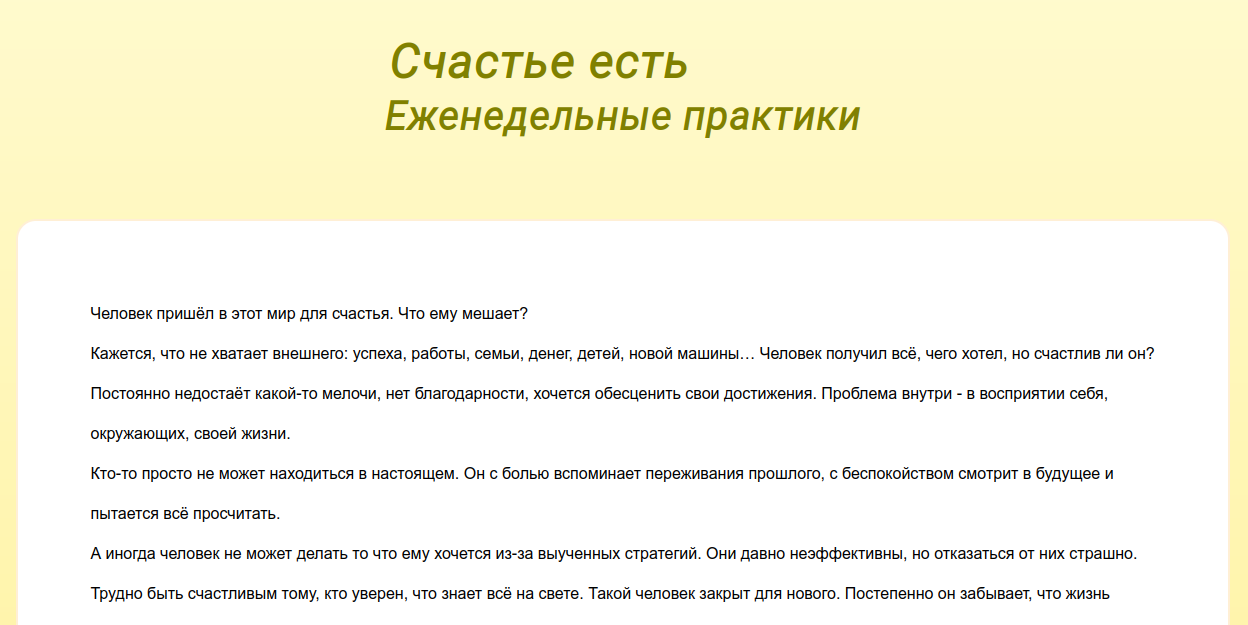 Счастье есть
Еженедельные практики
Человек пришёл в этот мир для счастья. Что ему мешает?
Кажется, что не хватает внешнего: успеха, работы, семьи, денег, детей, новой машины… Человек получил всё, чего хотел, но счастлив ли он?
Постоянно недостаёт какой-то мелочи, нет благодарности, хочется обесценить свои достижения. Проблема внутри - в восприятии себя,
окружающих, своей жизни.
Кто-то просто не может находиться в настоящем. Он с болью вспоминает переживания прошлого, с беспокойством смотрит в будущее и
пытается всё просчитать.
А иногда человек не может делать то что ему хочется из-за выученных стратегий. Они давно неэффективны, но отказаться от них страшно.
Трудно быть счастливым тому, кто уверен, что знает всё на свете. Такой человек закрыт для нового. Постепенно он забывает, что жизнь